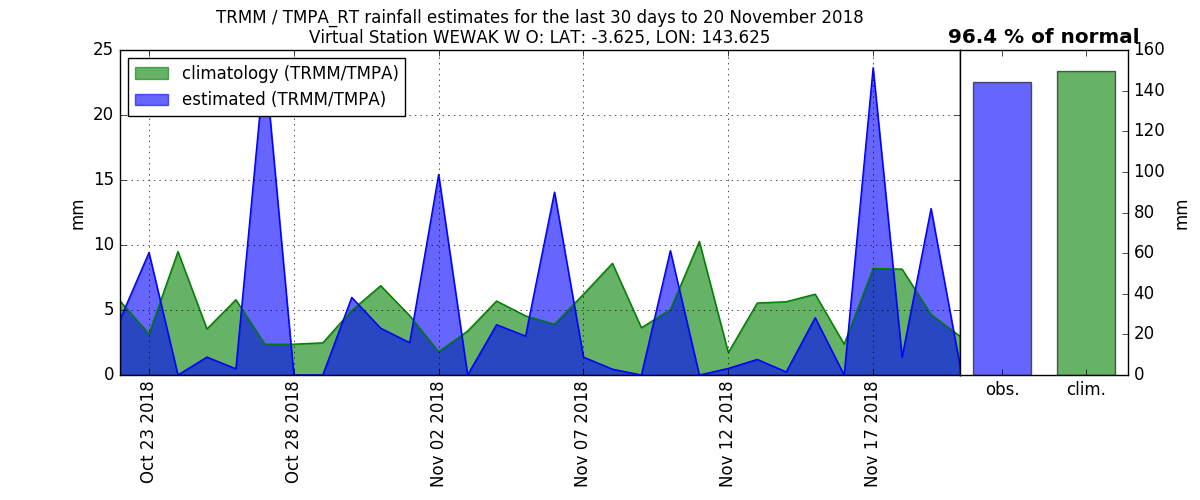 TRMM / TMPA_RT rainfall estimates for the last 30 days to 20 November 2018
Virtual Station WEWAK W O: LAT: -3.625, LON: 143.625
96.4 % of normal
climatology (TRMM/TMPA)
estimated (TRMM/TMPA)
25
20
15
10
5
0
mm
Oct 23 2018
Oct 28 2018
Nov 02 2018
Nov 07 2018
Nov 12 2018
Nov 17 2018
obs.
clim.
160
140
120
100
80
60
40
20
0
mm